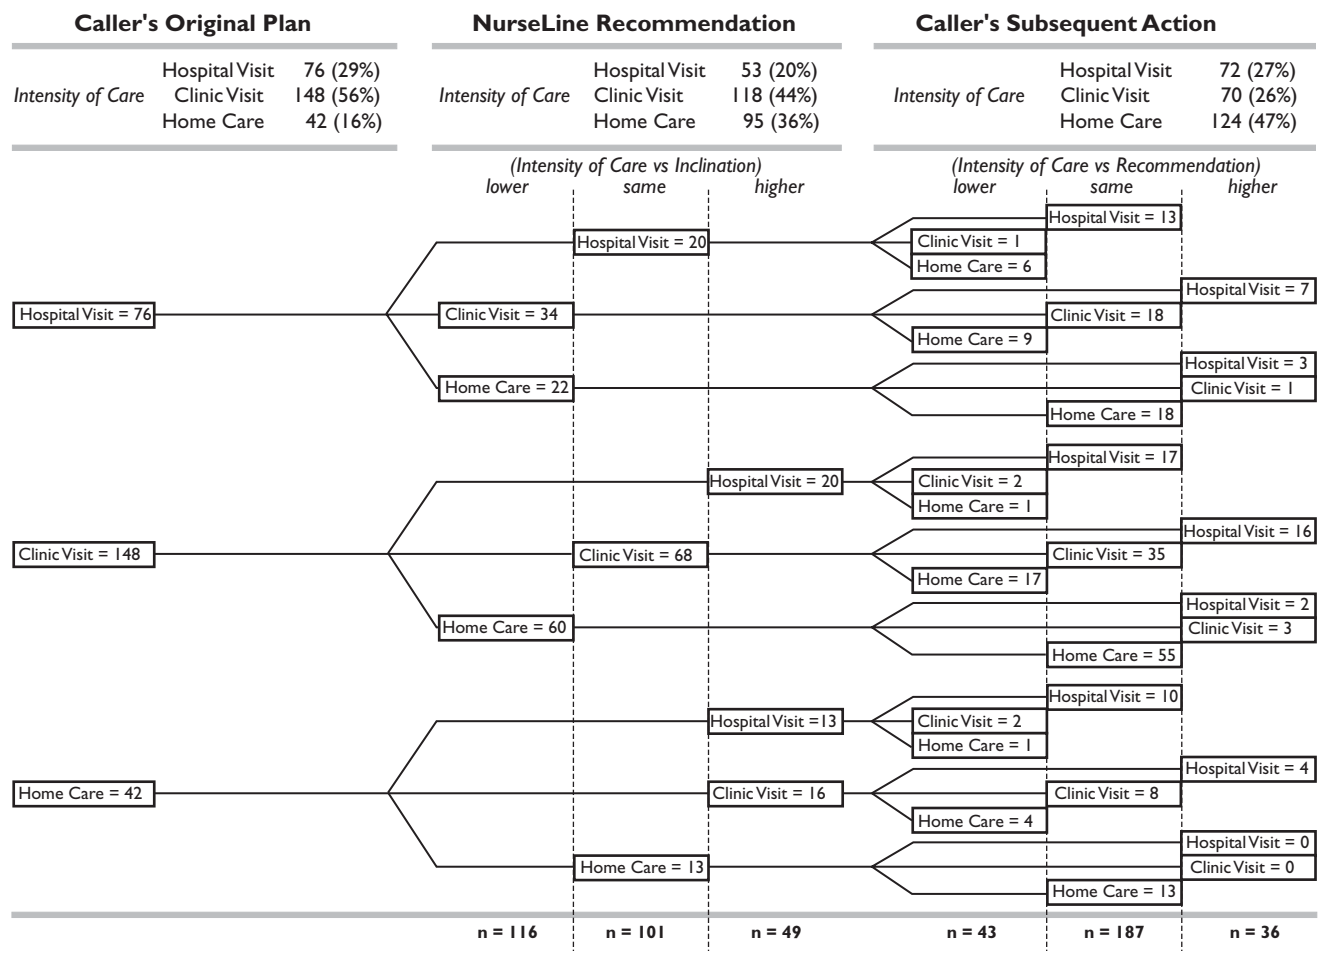 Caller's Original Plan NurseLine Recommendation Caller's Subsequent Action
Hospital Visit 76 (29%) Hospital Visit 53 (20%) Hospital Visit 72 (27%)
Intensity of Care Clinic Visit 148 (56%) Intensity of Care Clinic Visit 118 (44%) Intensity of Care Clinic Visit 70 (26%)
Home Care 42 (16%) Home Care 95 (36%) Home Care 124 (47%)
(Intensity of Care vs Inclination) (Intensity of Care vs Recommendation)
lower same higher lower same higher
Hospital Visit = 13
Hospital Visit = 20 Clinic Visit = 1
Home Care = 6
Hospital Visit = 7
Hospital Visit = 76 Clinic Visit = 34 Clinic Visit = 18
Home Care = 9
Hospital Visit = 3
Home Care = 22 Clinic Visit = 1
Home Care = 18
Hospital Visit = 17
Hospital Visit = 20 Clinic Visit = 2
Home Care = 1
Hospital Visit = 16
Clinic Visit = 148 Clinic Visit = 68 Clinic Visit = 35
Home Care = 17
Hospital Visit = 2
Home Care = 60 Clinic Visit = 3
Home Care = 55
Hospital Visit = 10
Hospital Visit =13 Clinic Visit = 2
Home Care = 1
Hospital Visit = 4
Home Care = 42 Clinic Visit = 16 Clinic Visit = 8
Home Care = 4
Hospital Visit = 0
Home Care = 13 Clinic Visit = 0
Home Care = 13
n = 116 n = 101 n = 49 n = 43 n = 187 n = 36